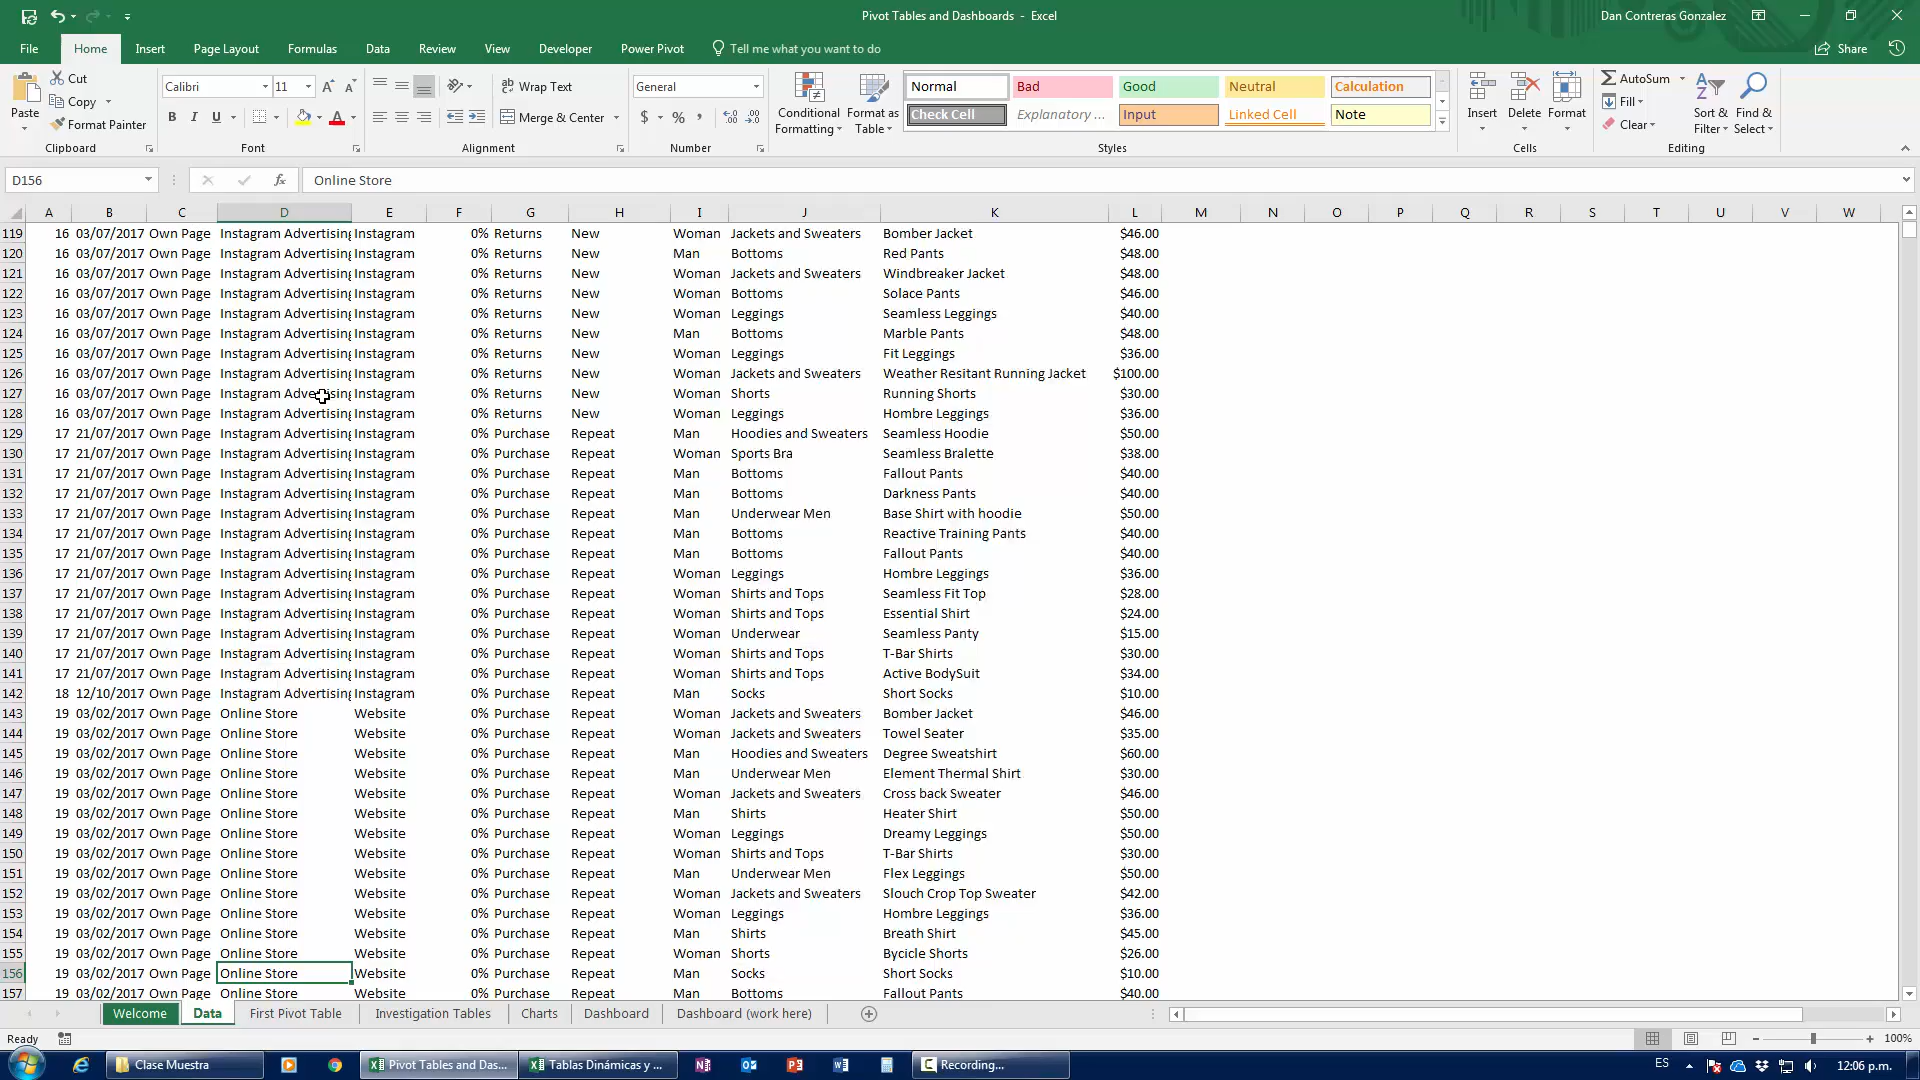 Pivot Tables and Dashboards - Excel
Dan Contreras Gonzalez
File Home Insert Page Layout Formulas Data Review View Developer Power Pivot Tell me what you want to do Share
Cut
Copy
Format Painter
Paste
Clipboard
Calibri 11
B I U
Font
Wrap Text
Merge & Center
Alignment
General
$ %
Number
Conditional Formatting
Format as Table
Normal Bad Good Neutral Calculation
Check Cell Explanatory ... Input Linked Cell Note
Styles
Insert Delete Format
Cells
AutoSum
Fill
Clear
Sort & Filter
Find & Select
Editing
D156 fx Online Store
A B C D E F G H I J K L M N O P Q R S T U V W
119 16 03/07/2017 Own Page Instagram Advertising Instagram 0% Returns New Woman Jackets and Sweaters Bomber Jacket $46.00
120 16 03/07/2017 Own Page Instagram Advertising Instagram 0% Returns New Man Bottoms Red Pants $48.00
121 16 03/07/2017 Own Page Instagram Advertising Instagram 0% Returns New Woman Jackets and Sweaters Windbreaker Jacket $48.00
122 16 03/07/2017 Own Page Instagram Advertising Instagram 0% Returns New Woman Bottoms Solace Pants $46.00
123 16 03/07/2017 Own Page Instagram Advertising Instagram 0% Returns New Woman Leggings Seamless Leggings $40.00
124 16 03/07/2017 Own Page Instagram Advertising Instagram 0% Returns New Man Bottoms Marble Pants $48.00
125 16 03/07/2017 Own Page Instagram Advertising Instagram 0% Returns New Woman Leggings Fit Leggings $36.00
126 16 03/07/2017 Own Page Instagram Advertising Instagram 0% Returns New Woman Jackets and Sweaters Weather Resitant Running Jacket $100.00
127 16 03/07/2017 Own Page Instagram Advertising Instagram 0% Returns New Woman Shorts Running Shorts $30.00
128 16 03/07/2017 Own Page Instagram Advertising Instagram 0% Returns New Woman Leggings Hombre Leggings $36.00
129 17 21/07/2017 Own Page Instagram Advertising Instagram 0% Purchase Repeat Man Hoodies and Sweaters Seamless Hoodie $50.00
130 17 21/07/2017 Own Page Instagram Advertising Instagram 0% Purchase Repeat Woman Sports Bra Seamless Bralette $38.00
131 17 21/07/2017 Own Page Instagram Advertising Instagram 0% Purchase Repeat Man Bottoms Fallout Pants $40.00
132 17 21/07/2017 Own Page Instagram Advertising Instagram 0% Purchase Repeat Man Bottoms Darkness Pants $40.00
133 17 21/07/2017 Own Page Instagram Advertising Instagram 0% Purchase Repeat Man Underwear Men Base Shirt with hoodie $50.00
134 17 21/07/2017 Own Page Instagram Advertising Instagram 0% Purchase Repeat Man Bottoms Reactive Training Pants $40.00
135 17 21/07/2017 Own Page Instagram Advertising Instagram 0% Purchase Repeat Man Bottoms Fallout Pants $40.00
136 17 21/07/2017 Own Page Instagram Advertising Instagram 0% Purchase Repeat Woman Leggings Hombre Leggings $36.00
137 17 21/07/2017 Own Page Instagram Advertising Instagram 0% Purchase Repeat Woman Shirts and Tops Seamless Fit Top $28.00
138 17 21/07/2017 Own Page Instagram Advertising Instagram 0% Purchase Repeat Woman Shirts and Tops Essential Shirt $24.00
139 17 21/07/2017 Own Page Instagram Advertising Instagram 0% Purchase Repeat Woman Underwear Seamless Panty $15.00
140 17 21/07/2017 Own Page Instagram Advertising Instagram 0% Purchase Repeat Woman Shirts and Tops T-Bar Shirts $30.00
141 17 21/07/2017 Own Page Instagram Advertising Instagram 0% Purchase Repeat Woman Shirts and Tops Active BodySuit $34.00
142 18 12/10/2017 Own Page Instagram Advertising Instagram 0% Purchase Repeat Man Socks Short Socks $10.00
143 19 03/02/2017 Own Page Online Store Website 0% Purchase Repeat Woman Jackets and Sweaters Bomber Jacket $46.00
144 19 03/02/2017 Own Page Online Store Website 0% Purchase Repeat Woman Jackets and Sweaters Towel Seater $35.00
145 19 03/02/2017 Own Page Online Store Website 0% Purchase Repeat Man Hoodies and Sweaters Degree Sweatshirt $60.00
146 19 03/02/2017 Own Page Online Store Website 0% Purchase Repeat Man Underwear Men Element Thermal Shirt $30.00
147 19 03/02/2017 Own Page Online Store Website 0% Purchase Repeat Woman Jackets and Sweaters Cross back Sweater $46.00
148 19 03/02/2017 Own Page Online Store Website 0% Purchase Repeat Man Shirts Heater Shirt $50.00
149 19 03/02/2017 Own Page Online Store Website 0% Purchase Repeat Woman Leggings Dreamy Leggings $50.00
150 19 03/02/2017 Own Page Online Store Website 0% Purchase Repeat Woman Shirts and Tops T-Bar Shirts $30.00
151 19 03/02/2017 Own Page Online Store Website 0% Purchase Repeat Man Underwear Men Flex Leggings $50.00
152 19 03/02/2017 Own Page Online Store Website 0% Purchase Repeat Woman Jackets and Sweaters Slouch Crop Top Sweater $42.00
153 19 03/02/2017 Own Page Online Store Website 0% Purchase Repeat Woman Leggings Hombre Leggings $36.00
154 19 03/02/2017 Own Page Online Store Website 0% Purchase Repeat Man Shirts Breath Shirt $45.00
155 19 03/02/2017 Own Page Online Store Website 0% Purchase Repeat Woman Shorts Bycicle Shorts $26.00
156 19 03/02/2017 Own Page Online Store Website 0% Purchase Repeat Man Socks Short Socks $10.00
157 19 03/02/2017 Own Page Online Store Website 0% Purchase Repeat Man Bottoms Fallout Pants $40.00
Welcome Data First Pivot Table Investigation Tables Charts Dashboard Dashboard (work here)
Ready 100%
Clase Muestra Pivot Tables and Das... Tablas Dinámicas y ... Recording... ES 12:06 p.m.